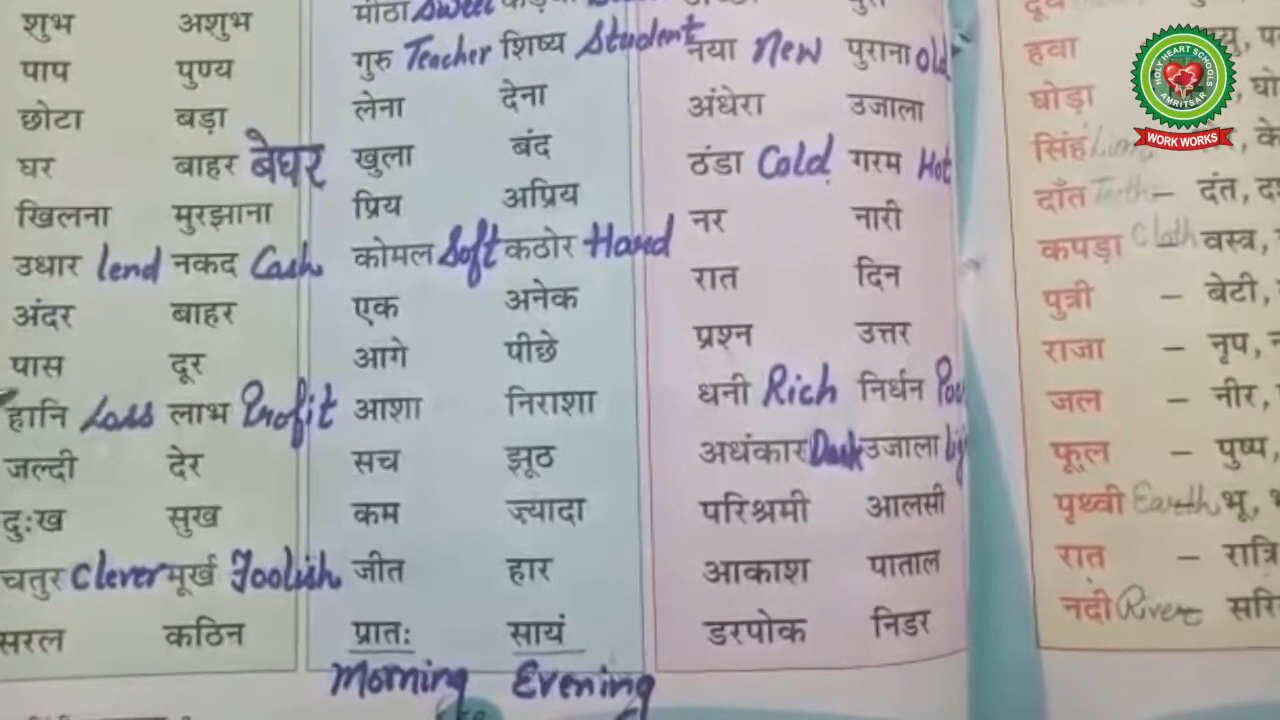 शुभ अशुभ
पाप पुण्य
छोटा बड़ा
घर बाहर बेघर
खिलना मुरझाना
उधार lend नकद Cash
अंदर बाहर
पास दूर
हानि Loss लाभ Profit
जल्दी देर
दुःख सुख
चतुर Clever मूर्ख Foolish
सरल कठिन
मीठा Sweet
गुरु Teacher शिष्य Student
लेना देना
खुला बंद
प्रिय अप्रिय
कोमल Soft कठोर Hard
एक अनेक
आगे पीछे
आशा निराशा
सच झूठ
कम ज़्यादा
जीत हार
प्रातः सायं
Morning Evening
नया New पुराना old
अंधेरा उजाला
ठंडा Cold गरम Hot
नर नारी
रात दिन
प्रश्न उत्तर
धनी Rich निर्धन
अधंकार Dark उजाला
परिश्रमी आलसी
आकाश पाताल
डरपोक निडर
हवा
घोड़ा
सिंह Lion
दाँत Teeth – दंत,
कपड़ा Cloth वस्त्र,
पुत्री – बेटी,
राजा – नृप,
जल – नीर,
फूल – पुष्प,
पृथ्वी Earth भू,
रात – रात्रि
नदी River
HOLY HEART SCHOOLS
AMRITSAR
WORK WORKS